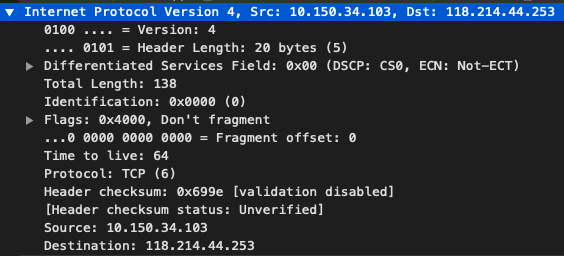 Internet Protocol Version 4, Src: 10.150.34.103, Dst: 118.214.44.253
0100 .... = Version: 4
.... 0101 = Header Length: 20 bytes (5)
Differentiated Services Field: 0x00 (DSCP: CS0, ECN: Not-ECT)
Total Length: 138
Identification: 0x0000 (0)
Flags: 0x4000, Don't fragment
...0 0000 0000 0000 = Fragment offset: 0
Time to live: 64
Protocol: TCP (6)
Header checksum: 0x699e [validation disabled]
[Header checksum status: Unverified]
Source: 10.150.34.103
Destination: 118.214.44.253